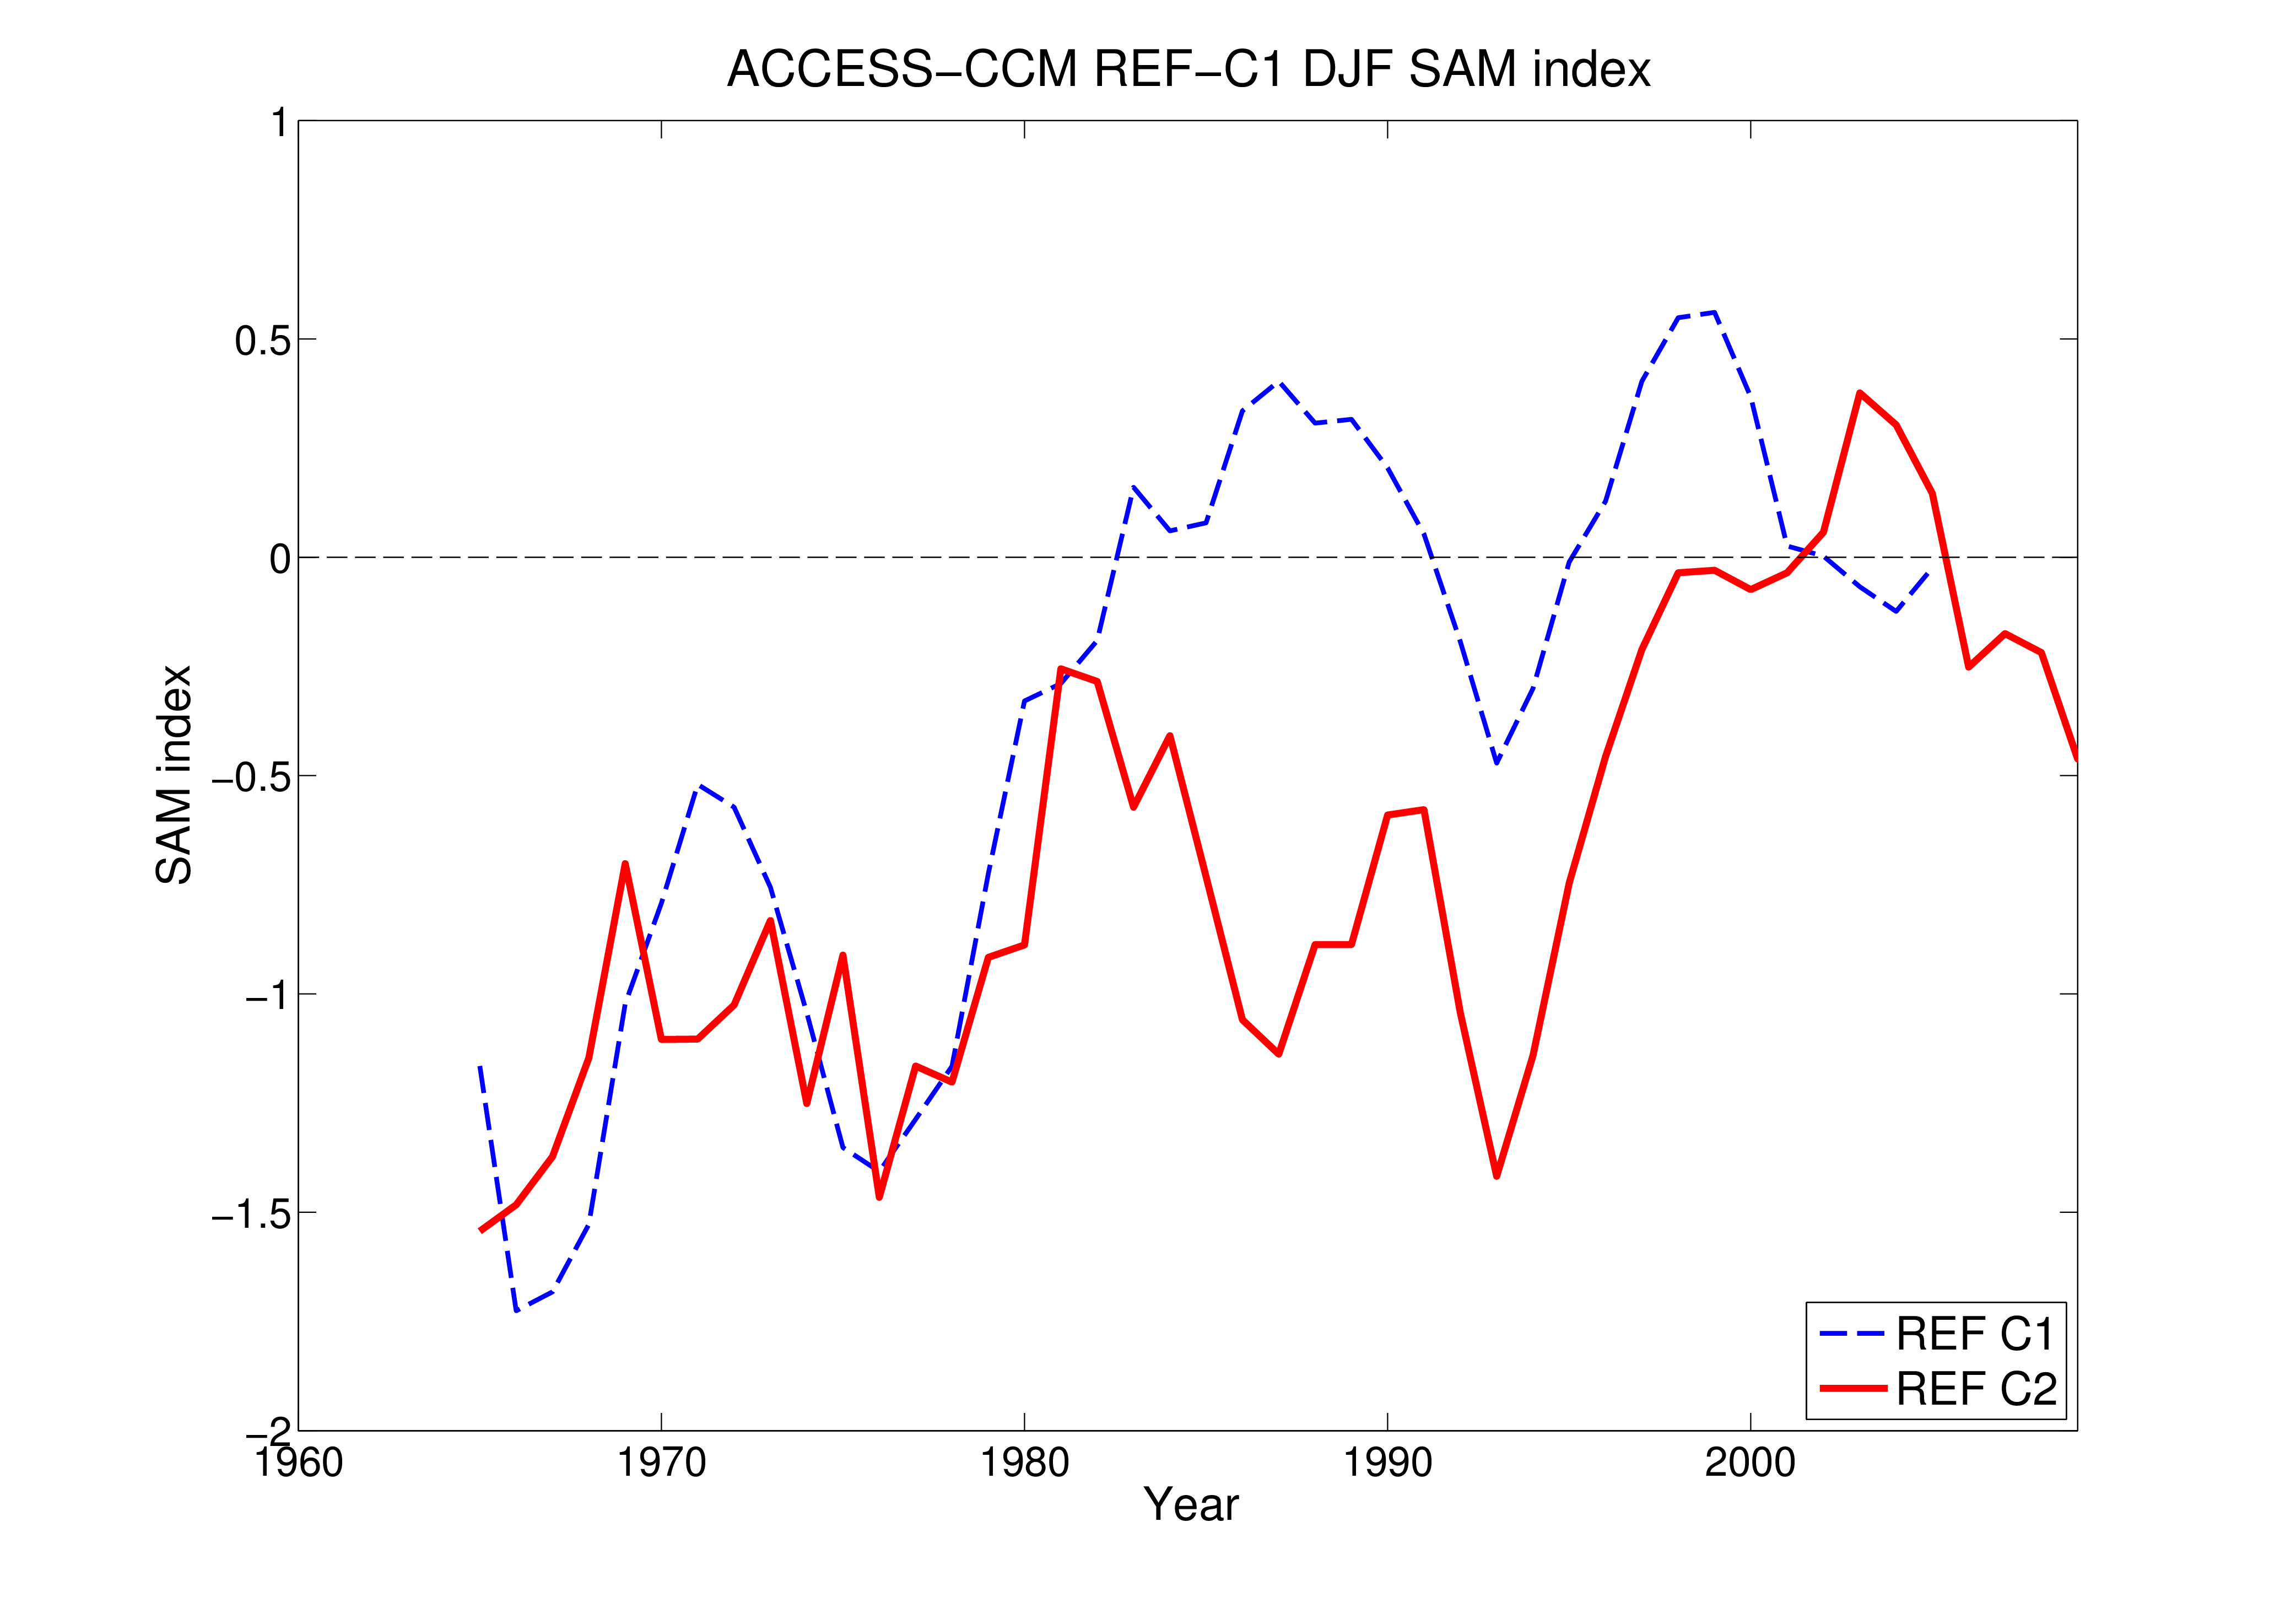 ACCESS−CCM REF−C1 DJF SAM index
1
0.5
0
−0.5
−1
−1.5
−2
SAM index
1960 1970 1980 1990 2000
Year
REF C1
REF C2